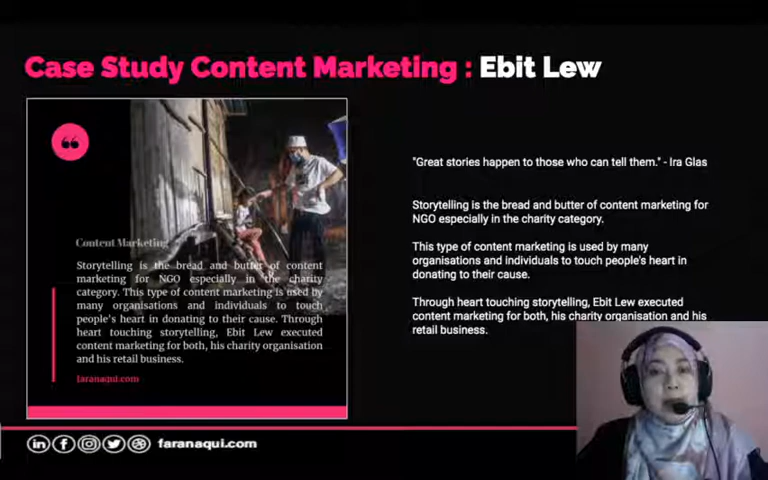 Case Study Content Marketing : Ebit Lew
Content Marketing
Storytelling is the bread and butter of content
marketing for NGO especially in the charity
category. This type of content marketing is used by
many organisations and individuals to touch
people's heart in donating to their cause. Through
heart touching storytelling, Ebit Lew executed
content marketing for both, his charity organisation
and his retail business.
faranaqui.com
"Great stories happen to those who can tell them." - Ira Glas
Storytelling is the bread and butter of content marketing for
NGO especially in the charity category.
This type of content marketing is used by many
organisations and individuals to touch people's heart in
donating to their cause.
Through heart touching storytelling, Ebit Lew executed
content marketing for both, his charity organisation and his
retail business.
faranaqui.com